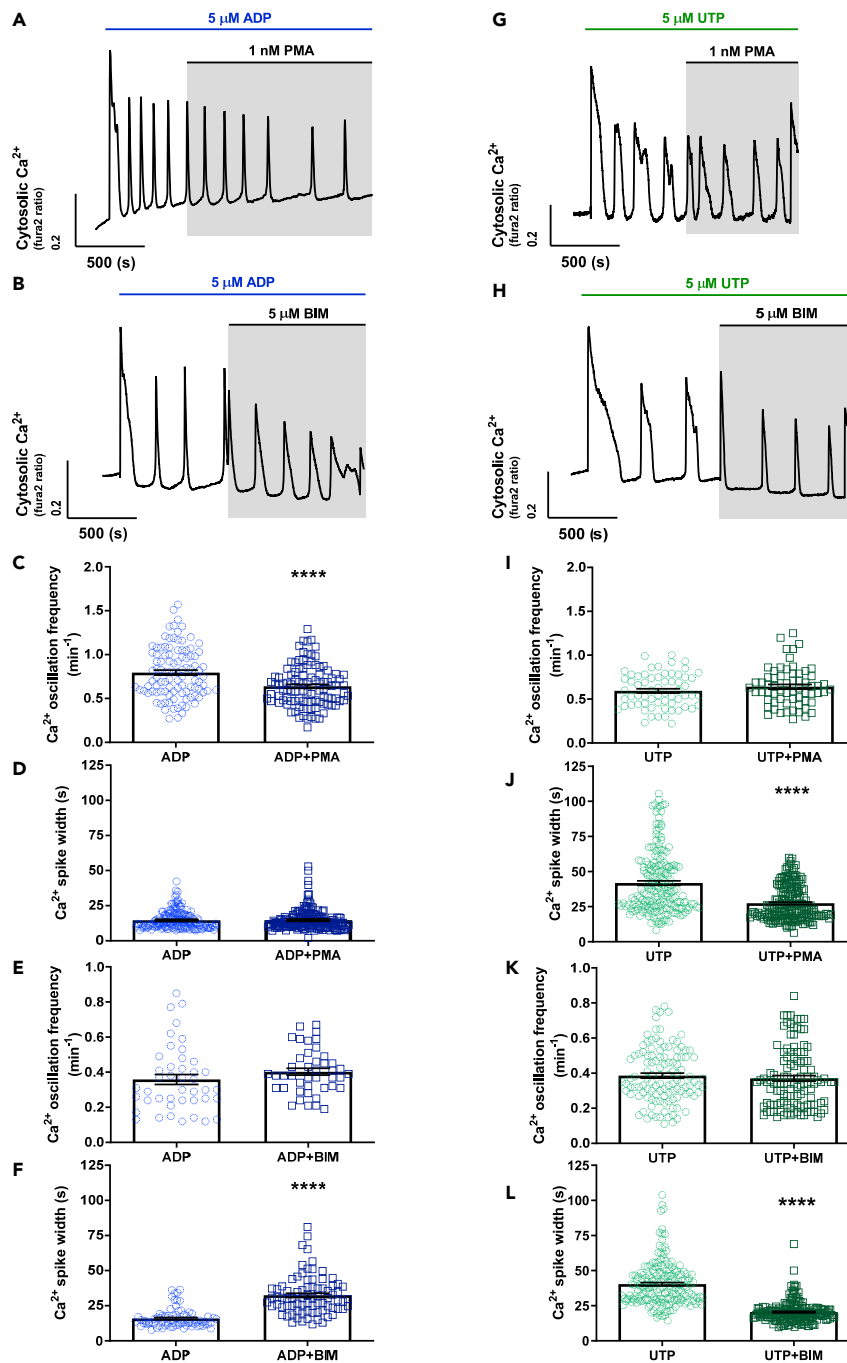 A
5 μM ADP
1 nM PMA
Cytosolic Ca²⁺
(fura2 ratio)
0.2
500 (s)
B
5 μM ADP
5 μM BIM
Cytosolic Ca²⁺
(fura2 ratio)
0.2
500 (s)
C
Ca²⁺ oscillation frequency
(min⁻¹)
2.0
1.5
1.0
0.5
0.0
****
ADP
ADP+PMA
D
Ca²⁺ spike width (s)
125
100
75
50
25
0
ADP
ADP+PMA
E
Ca²⁺ oscillation frequency
(min⁻¹)
1.0
0.8
0.6
0.4
0.2
0.0
ADP
ADP+BIM
F
Ca²⁺ spike width (s)
125
100
75
50
25
0
****
ADP
ADP+BIM
G
5 μM UTP
1 nM PMA
Cytosolic Ca²⁺
(fura2 ratio)
0.2
500 (s)
H
5 μM UTP
5 μM BIM
Cytosolic Ca²⁺
(fura2 ratio)
0.2
500 (s)
I
Ca²⁺ oscillation frequency
(min⁻¹)
2.0
1.5
1.0
0.5
0.0
UTP
UTP+PMA
J
Ca²⁺ spike width (s)
125
100
75
50
25
0
****
UTP
UTP+PMA
K
Ca²⁺ oscillation frequency
(min⁻¹)
1.0
0.8
0.6
0.4
0.2
0.0
UTP
UTP+BIM
L
Ca²⁺ spike width (s)
125
100
75
50
25
0
****
UTP
UTP+BIM